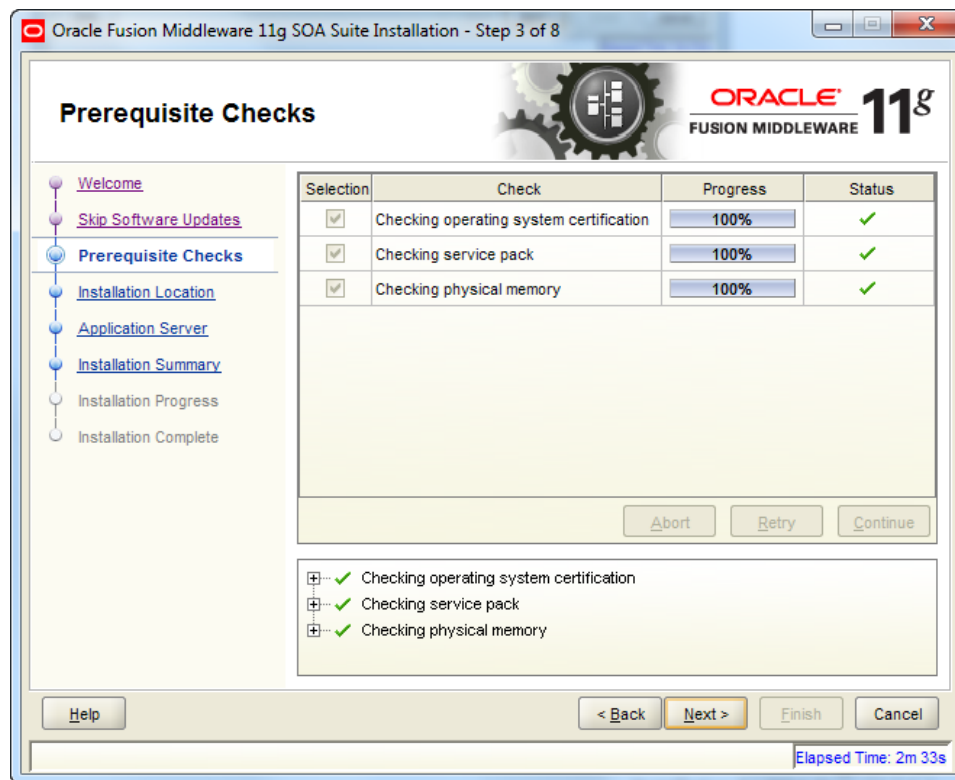 Oracle Fusion Middleware 11g SOA Suite Installation - Step 3 of 8
Prerequisite Checks
ORACLE®
FUSION MIDDLEWARE 11g
Welcome
Skip Software Updates
Prerequisite Checks
Installation Location
Application Server
Installation Summary
Installation Progress
Installation Complete
Selection Check Progress Status
Checking operating system certification 100%
Checking service pack 100%
Checking physical memory 100%
Abort Retry Continue
Checking operating system certification
Checking service pack
Checking physical memory
Help < Back Next > Finish Cancel
Elapsed Time: 2m 33s